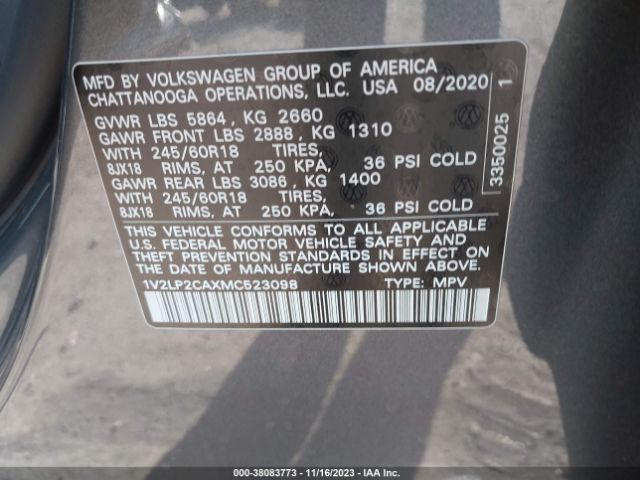 MFD BY VOLKSWAGEN GROUP OF AMERICA
CHATTANOOGA OPERATIONS, LLC. USA 08/2020
GVWR LBS 5864, KG 2660
GAWR FRONT LBS 2888, KG 1310
WITH 245/60R18 TIRES,
8JX18 RIMS, AT 250 KPA, 36 PSI COLD
GAWR REAR LBS 3086, KG 1400
WITH 245/60R18 TIRES,
8JX18 RIMS, AT 250 KPA, 36 PSI COLD
THIS VEHICLE CONFORMS TO ALL APPLICABLE
U.S. FEDERAL MOTOR VEHICLE SAFETY AND
THEFT PREVENTION STANDARDS IN EFFECT ON
THE DATE OF MANUFACTURE SHOWN ABOVE.
1V2LP2CAXMC523098 TYPE: MPV
3350025 1
IAAI - 38083773 - 11/16/2023 - IAA Inc.